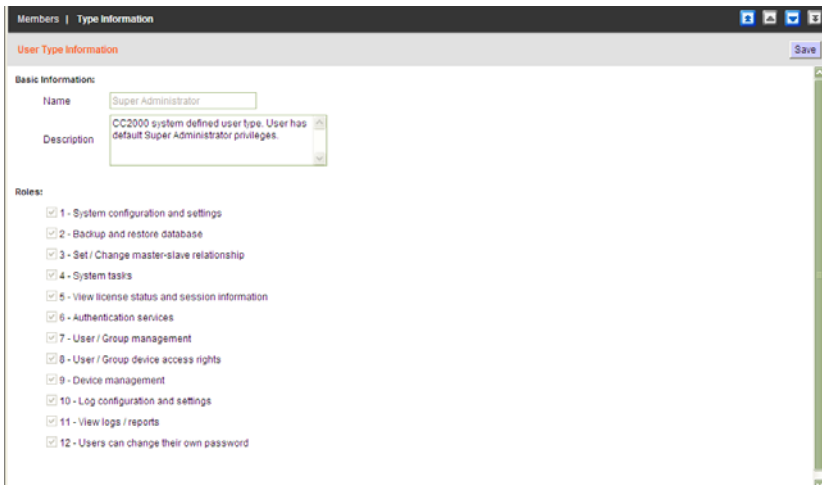 Members | Type Information
User Type Information
Save
Basic Information:
Name
Super Administrator
Description
CC2000 system defined user type. User has
default Super Administrator privileges.
Roles:
1 - System configuration and settings
2 - Backup and restore database
3 - Set / Change master-slave relationship
4 - System tasks
5 - View license status and session information
6 - Authentication services
7 - User / Group management
8 - User / Group device access rights
9 - Device management
10 - Log configuration and settings
11 - View logs / reports
12 - Users can change their own password